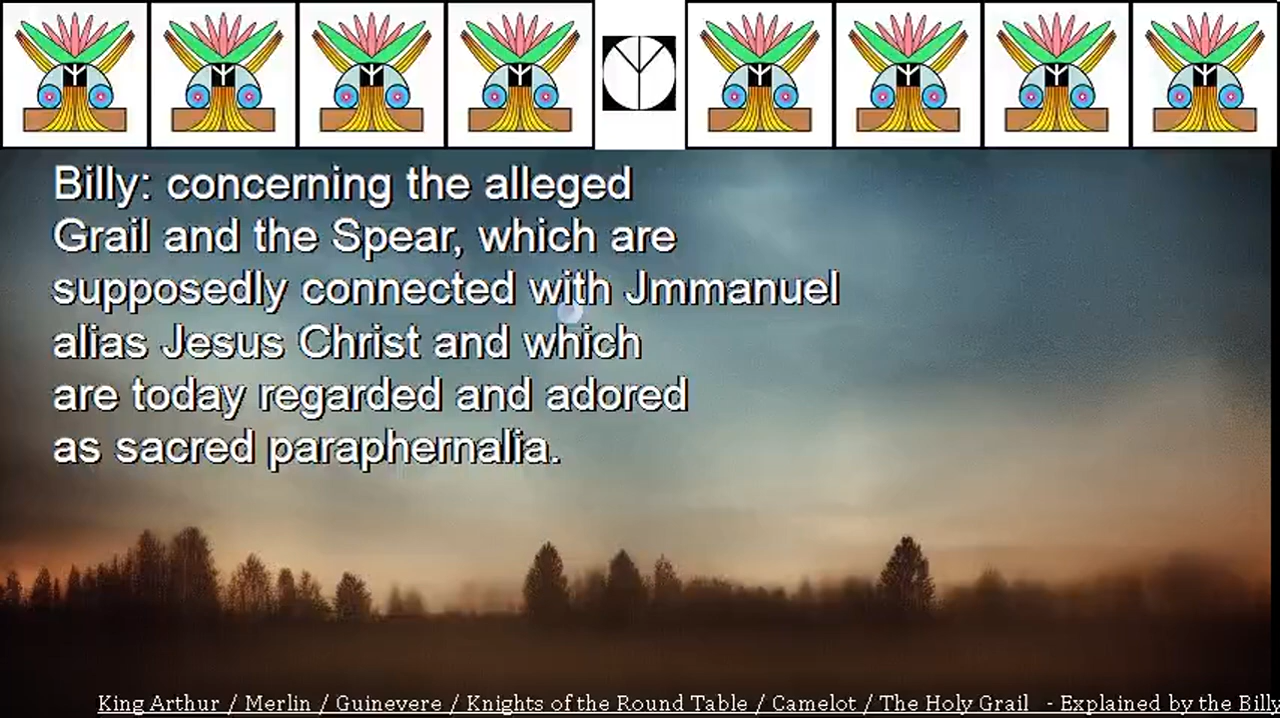 Billy: concerning the alleged
Grail and the Spear, which are
supposedly connected with Jmmanuel
alias Jesus Christ and which
are today regarded and adored
as sacred paraphernalia.
King Arthur / Merlin / Guinevere / Knights of the Round Table / Camelot / The Holy Grail - Explained by the Billy